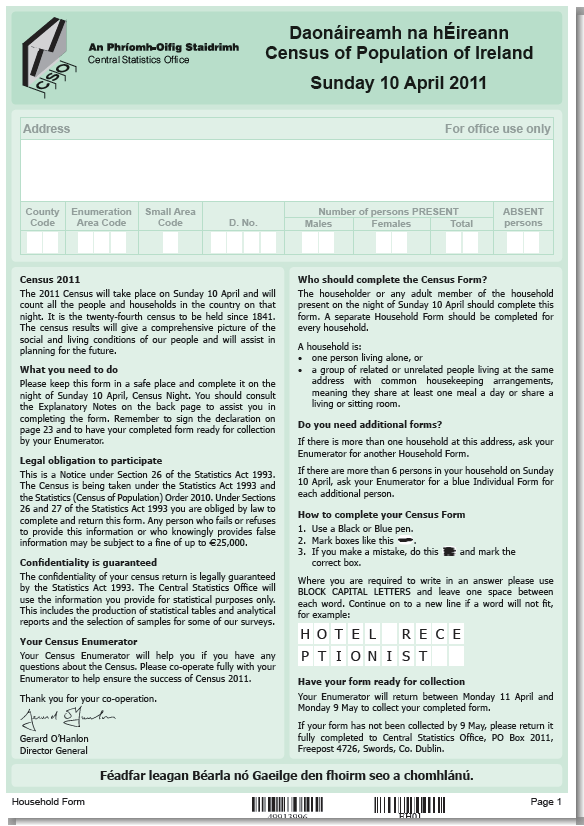 CSO
An Phríomh-Oifig Staidrimh
Central Statistics Office
Daonáireamh na hÉireann
Census of Population of Ireland
Sunday 10 April 2011
Address
For office use only
County Code
Enumeration Area Code
Small Area Code
D. No.
Number of persons PRESENT
Males
Females
Total
ABSENT persons
Census 2011
The 2011 Census will take place on Sunday 10 April and will
count all the people and households in the country on that
night. It is the twenty-fourth census to be held since 1841.
The census results will give a comprehensive picture of the
social and living conditions of our people and will assist in
planning for the future.
What you need to do
Please keep this form in a safe place and complete it on the
night of Sunday 10 April, Census Night. You should consult
the Explanatory Notes on the back page to assist you in
completing the form. Remember to sign the declaration on
page 23 and to have your completed form ready for collection
by your Enumerator.
Legal obligation to participate
This is a Notice under Section 26 of the Statistics Act 1993.
The Census is being taken under the Statistics Act 1993 and
the Statistics (Census of Population) Order 2010. Under Sections
26 and 27 of the Statistics Act 1993 you are obliged by law to
complete and return this form. Any person who fails or refuses
to provide this information or who knowingly provides false
information may be subject to a fine of up to €25,000.
Confidentiality is guaranteed
The confidentiality of your census return is legally guaranteed
by the Statistics Act 1993. The Central Statistics Office will
use the information you provide for statistical purposes only.
This includes the production of statistical tables and analytical
reports and the selection of samples for some of our surveys.
Your Census Enumerator
Your Census Enumerator will help you if you have any
questions about the Census. Please co-operate fully with your
Enumerator to help ensure the success of Census 2011.
Thank you for your co-operation.
Gerard O'Hanlon
Gerard O'Hanlon
Director General
Who should complete the Census Form?
The householder or any adult member of the household
present on the night of Sunday 10 April should complete this
form. A separate Household Form should be completed for
every household.
A household is:
• one person living alone, or
• a group of related or unrelated people living at the same
address with common housekeeping arrangements,
meaning they share at least one meal a day or share a
living or sitting room.
Do you need additional forms?
If there is more than one household at this address, ask your
Enumerator for another Household Form.
If there are more than 6 persons in your household on Sunday
10 April, ask your Enumerator for a blue Individual Form for
each additional person.
How to complete your Census Form
1. Use a Black or Blue pen.
2. Mark boxes like this
3. If you make a mistake, do this and mark the
correct box.
Where you are required to write in an answer please use
BLOCK CAPITAL LETTERS and leave one space between
each word. Continue on to a new line if a word will not fit,
for example:
HOTEL RECE
PTIONIST
Have your form ready for collection
Your Enumerator will return between Monday 11 April and
Monday 9 May to collect your completed form.
If your form has not been collected by 9 May, please return it
fully completed to Central Statistics Office, PO Box 2011,
Freepost 4726, Swords, Co. Dublin.
Féadfar leagan Béarla nó Gaeilge den fhoirm seo a chomhlánú.
Household Form
Page 1